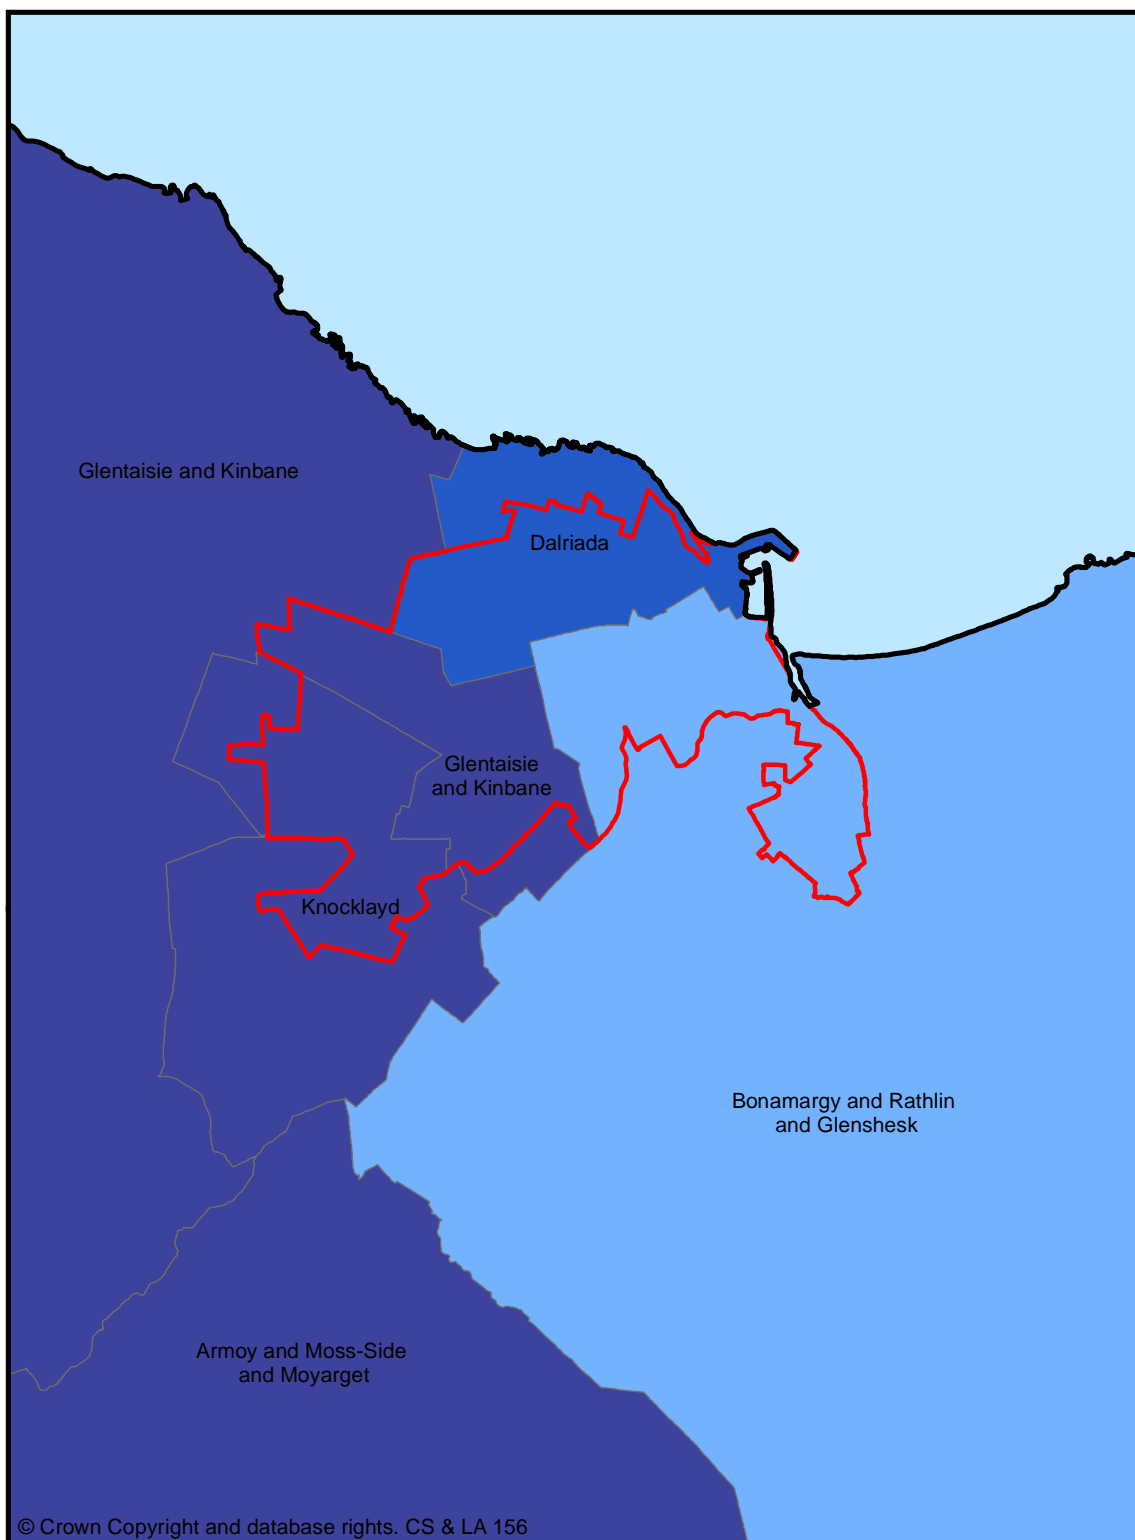 Glentaisie and Kinbane
Dalriada
Glentaisie
and Kinbane
Knocklayd
Bonamargy and Rathlin
and Glenshesk
Armoy and Moss-Side
and Moyarget
© Crown Copyright and database rights. CS & LA 156